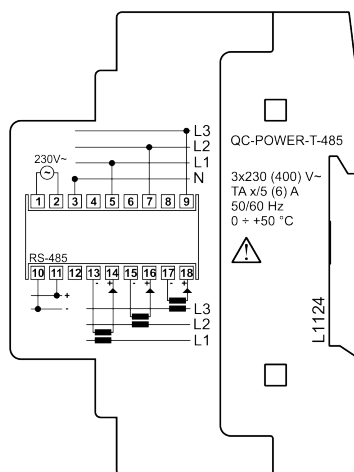 L3
L2
L1
N
230V~
~
1 2 3 4 5 6 7 8 9
RS-485
10 11 12 13 14 15 16 17 18
- + - + - +
+
-
L3
L2
L1
QC-POWER-T-485
3x230 (400) V~
TA x/5 (6) A
50/60 Hz
0 ÷ +50 °C
L1124